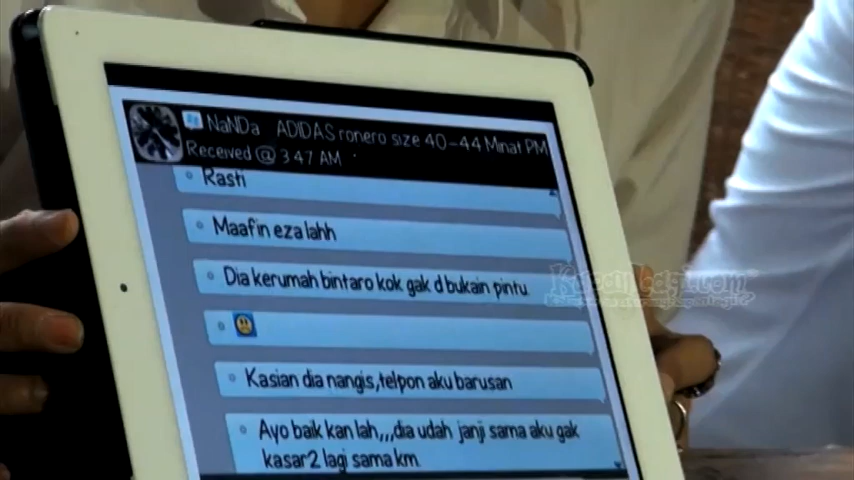 NaNDa ADIDAS ronero size 40-44 Minat PM
Received @ 3:47 AM
Rasti
Maafin eza lahh
Dia kerumah bintaro kok gak d bukain pintu
Kasian dia nangis,telpon aku barusan
Ayo baik kan lah,,,dia udah janji sama aku gak
kasar2 lagi sama km.